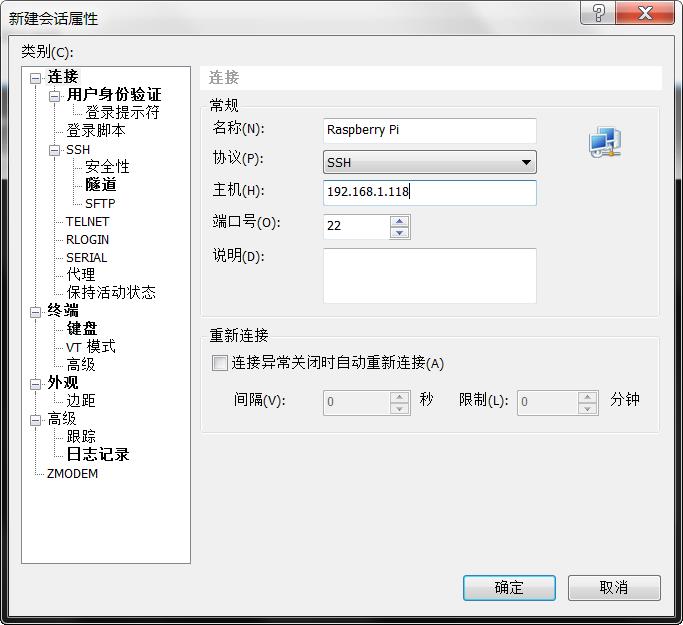 新建会话属性
类别(C):
连接
用户身份验证
登录提示符
登录脚本
SSH
安全性
隧道
SFTP
TELNET
RLOGIN
SERIAL
代理
保持活动状态
终端
键盘
VT 模式
高级
外观
边距
高级
跟踪
日志记录
ZMODEM
连接
常规
名称(N): Raspberry Pi
协议(P): SSH
主机(H): 192.168.1.118
端口号(O): 22
说明(D):
重新连接
连接异常关闭时自动重新连接(A)
间隔(V): 0 秒 限制(L): 0 分钟
确定 取消